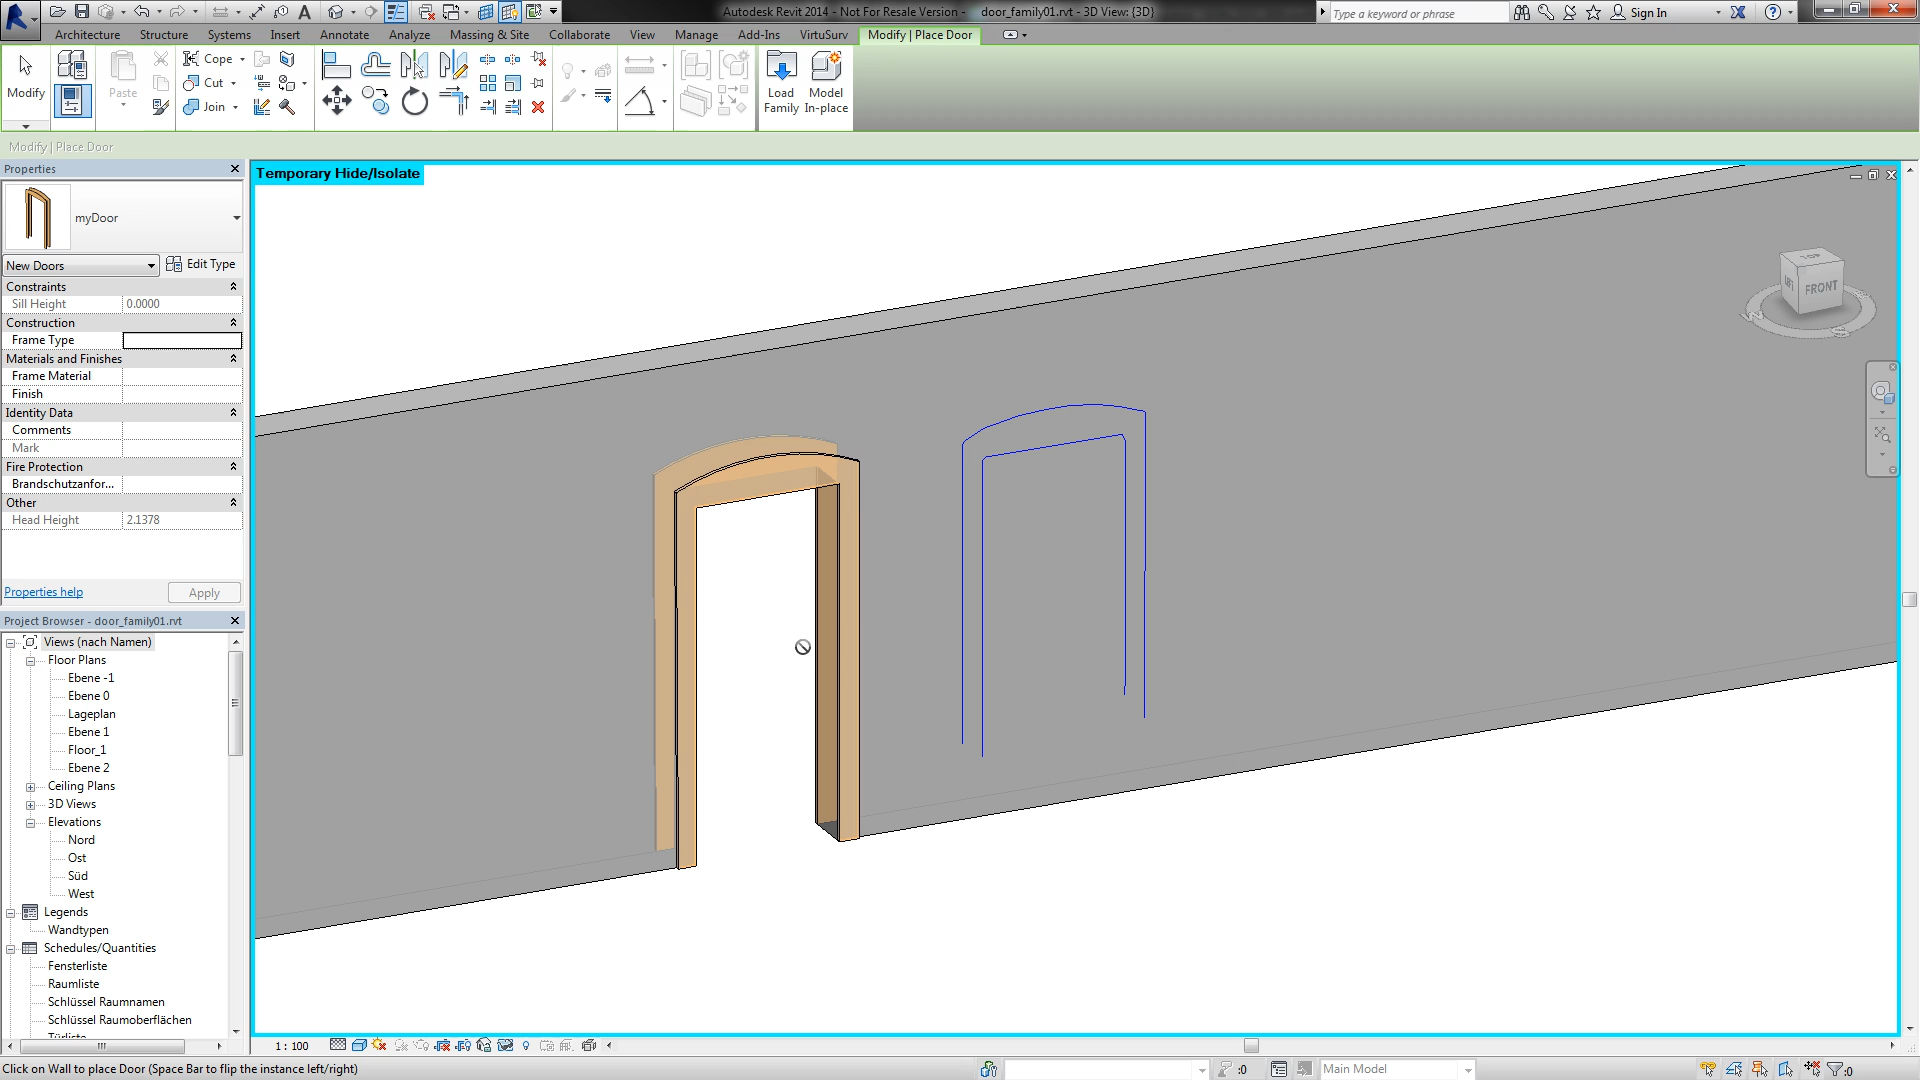 Autodesk Revit 2014 - Not For Resale Version - door_family01.rvt - 3D View: {3D}
Type a keyword or phrase
Sign In
Architecture Structure Systems Insert Annotate Analyze Massing & Site Collaborate View Manage Add-Ins VirtuSurv Modify | Place Door
Modify
Paste
Cope
Cut
Join
Load Family
Model In-place
Modify | Place Door
Properties
myDoor
New Doors
Edit Type
Constraints
Sill Height 0.0000
Construction
Frame Type
Materials and Finishes
Frame Material
Finish
Identity Data
Comments
Mark
Fire Protection
Brandschutzanfor...
Other
Head Height 2.1378
Properties help
Apply
Project Browser - door_family01.rvt
Views (nach Namen)
Floor Plans
Ebene -1
Ebene 0
Lageplan
Ebene 1
Floor_1
Ebene 2
Ceiling Plans
3D Views
Elevations
Nord
Ost
Süd
West
Legends
Wandtypen
Schedules/Quantities
Fensterliste
Raumliste
Schlüssel Raumnamen
Schlüssel Raumoberflächen
Türliste
Temporary Hide/Isolate
TOP
FRONT
1 : 100
Click on Wall to place Door (Space Bar to flip the instance left/right)
:0
Main Model
:0